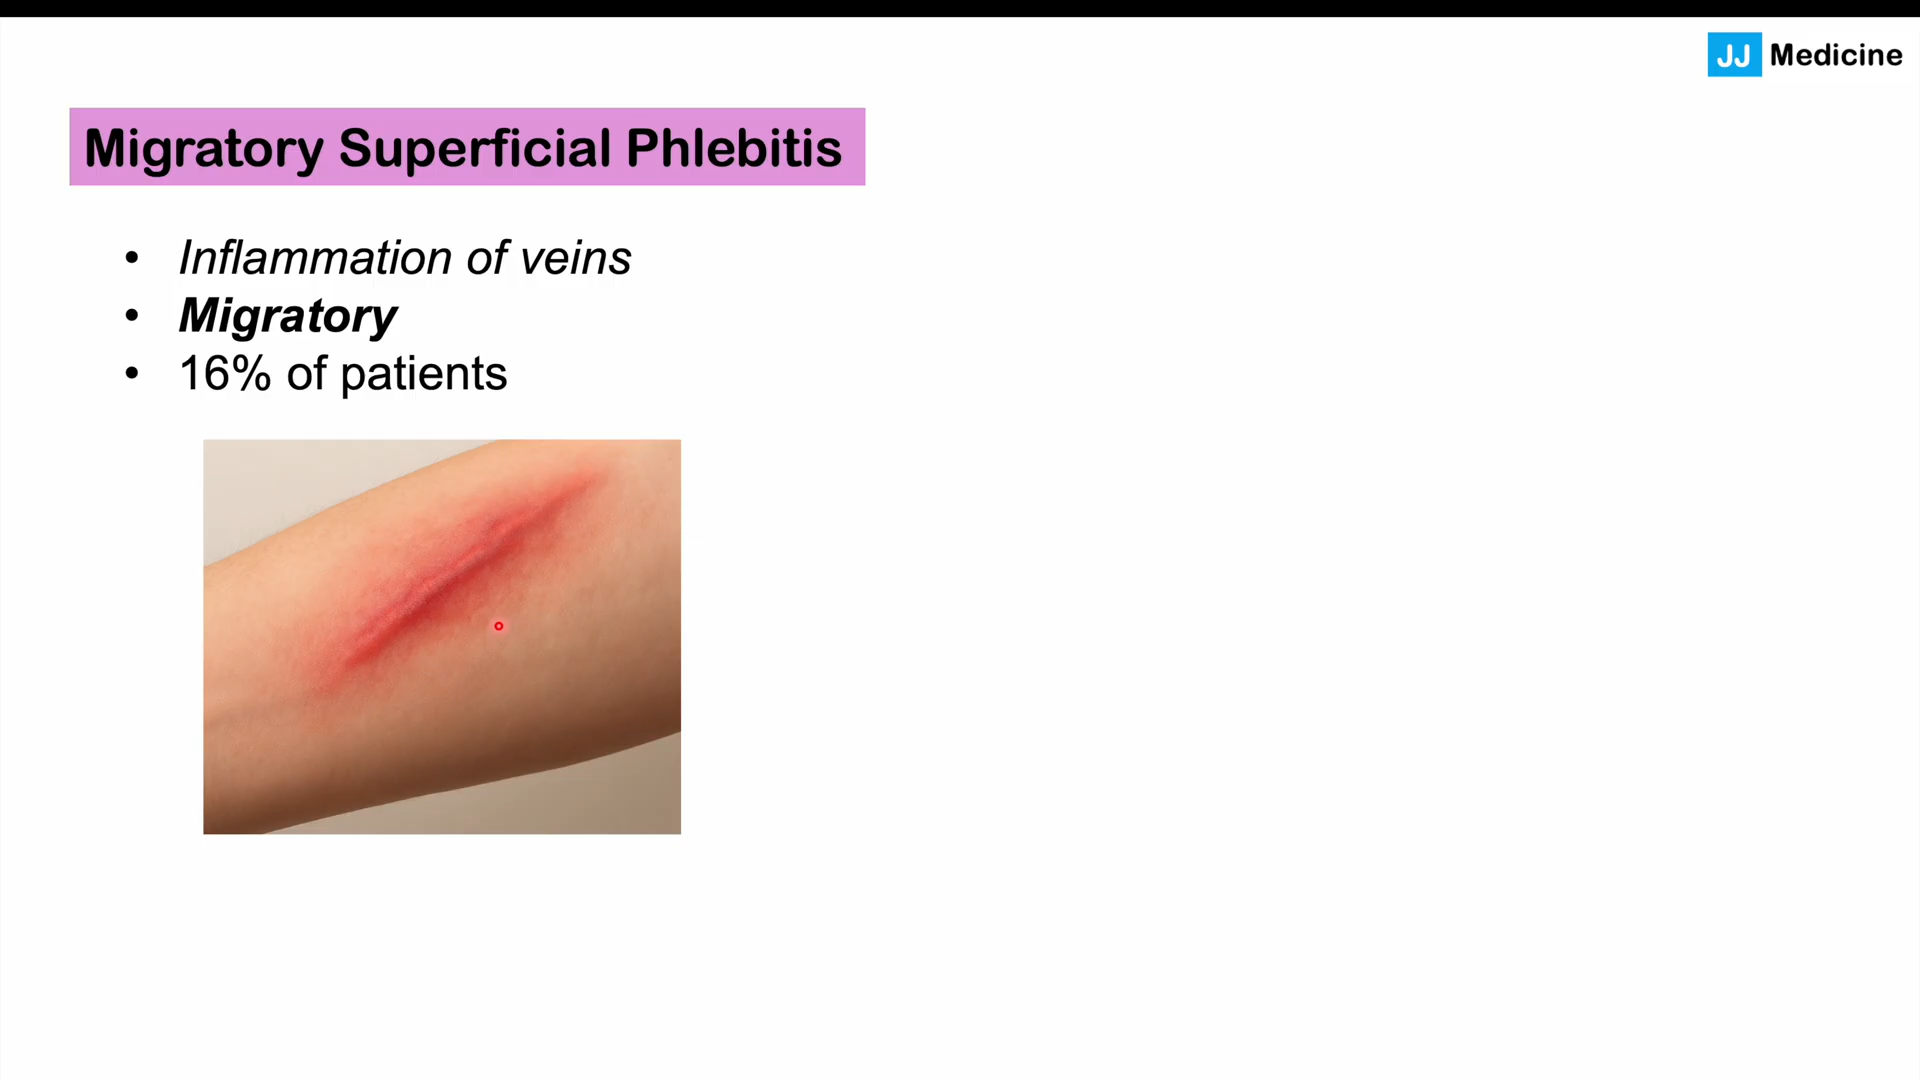 JJ Medicine
Migratory Superficial Phlebitis
• Inflammation of veins
• Migratory
• 16% of patients